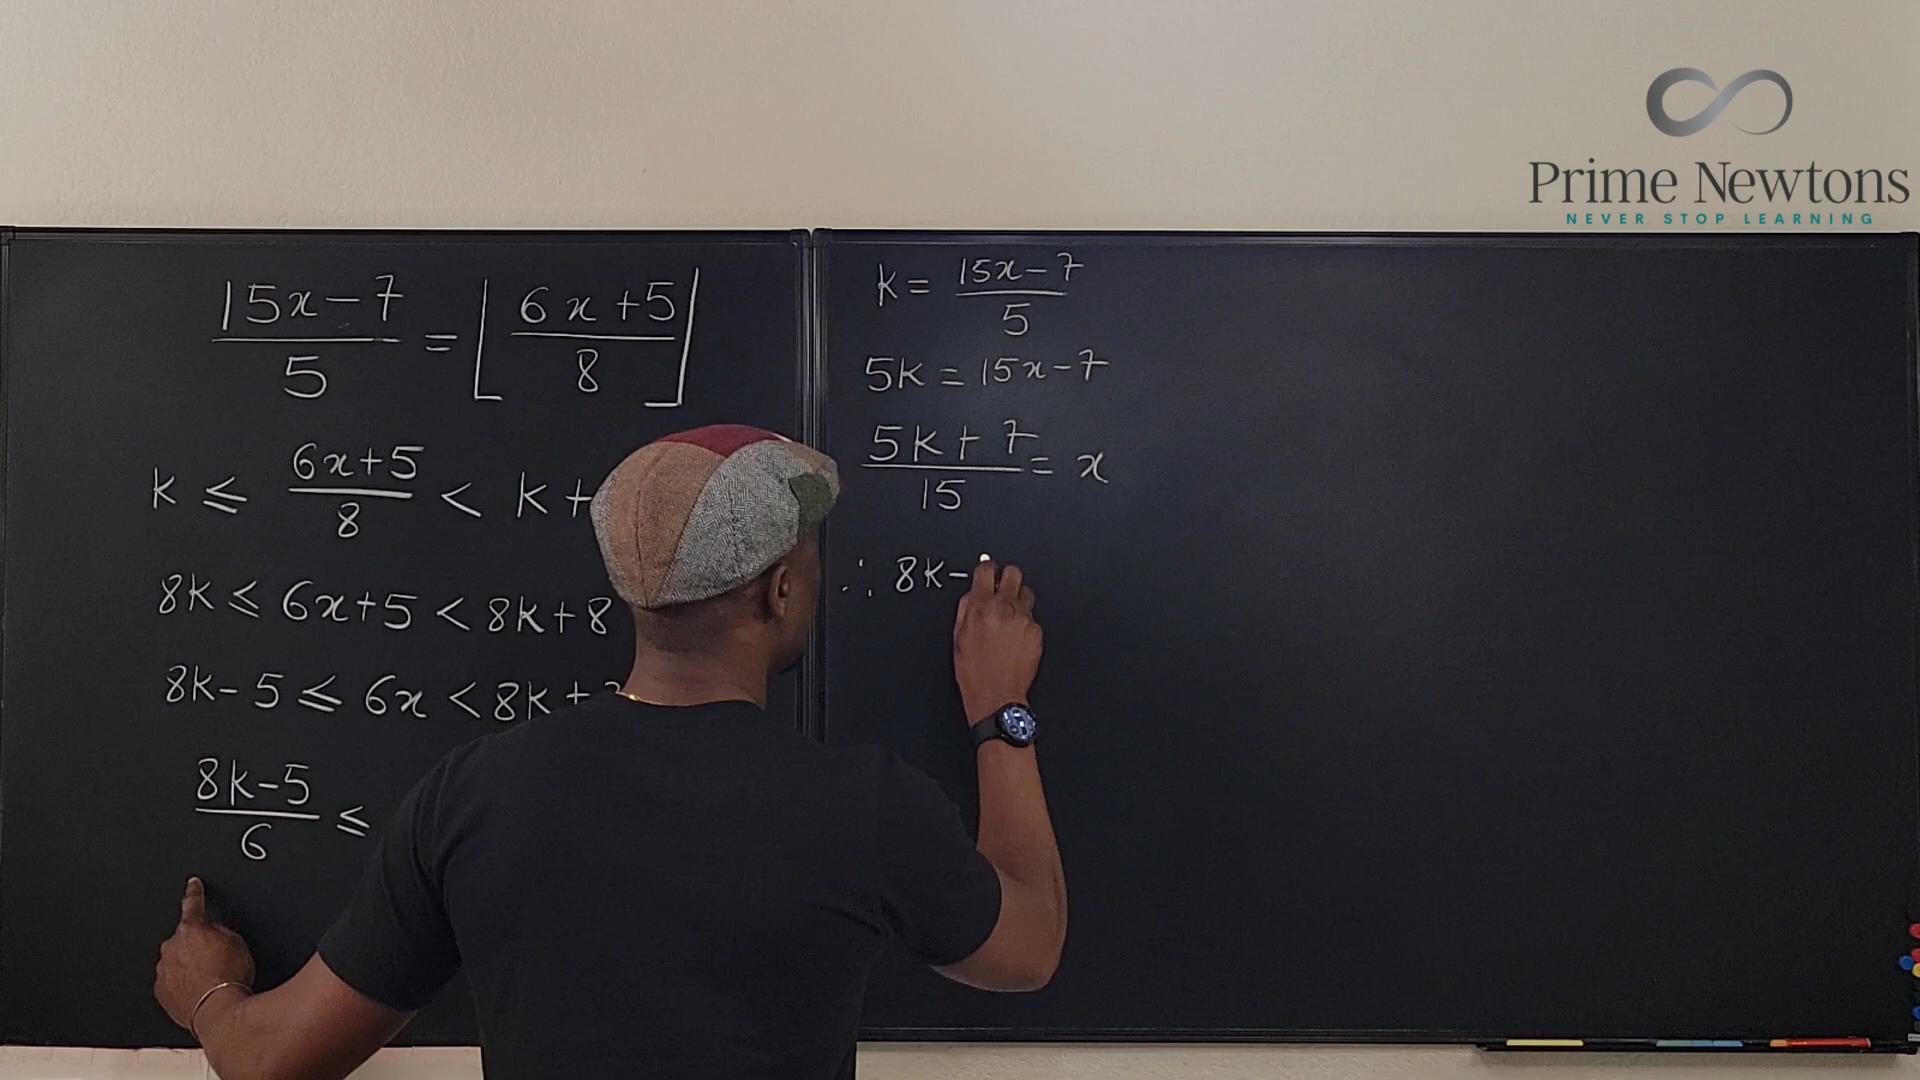 Prime Newtons
NEVER STOP LEARNING
(15x - 7)/5 = ⌊(6x + 5)/8⌋
k ≤ (6x+5)/8 < k +
8k ≤ 6x+5 < 8k + 8
8k - 5 ≤ 6x < 8k +
(8k - 5)/6 ≤
k = (15x - 7)/5
5k = 15x - 7
(5k + 7)/15 = x
∴ 8k -